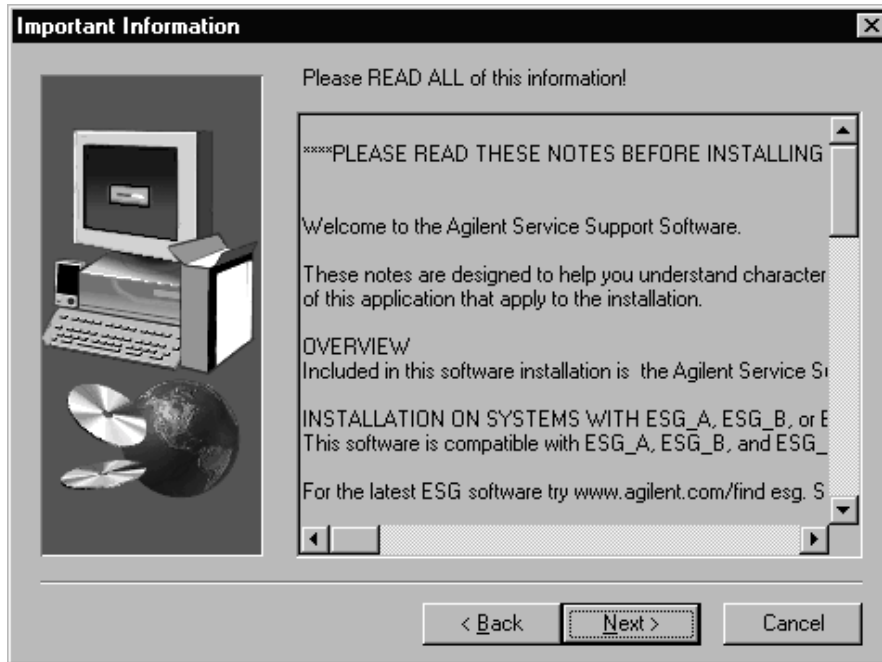 Important Information
Please READ ALL of this information!
****PLEASE READ THESE NOTES BEFORE INSTALLING
Welcome to the Agilent Service Support Software.
These notes are designed to help you understand character
of this application that apply to the installation.
OVERVIEW
Included in this software installation is  the Agilent Service S
INSTALLATION ON SYSTEMS WITH ESG_A, ESG_B, or E
This software is compatible with ESG_A, ESG_B, and ESG_
For the latest ESG software try www.agilent.com/find esg. S
< Back
Next >
Cancel